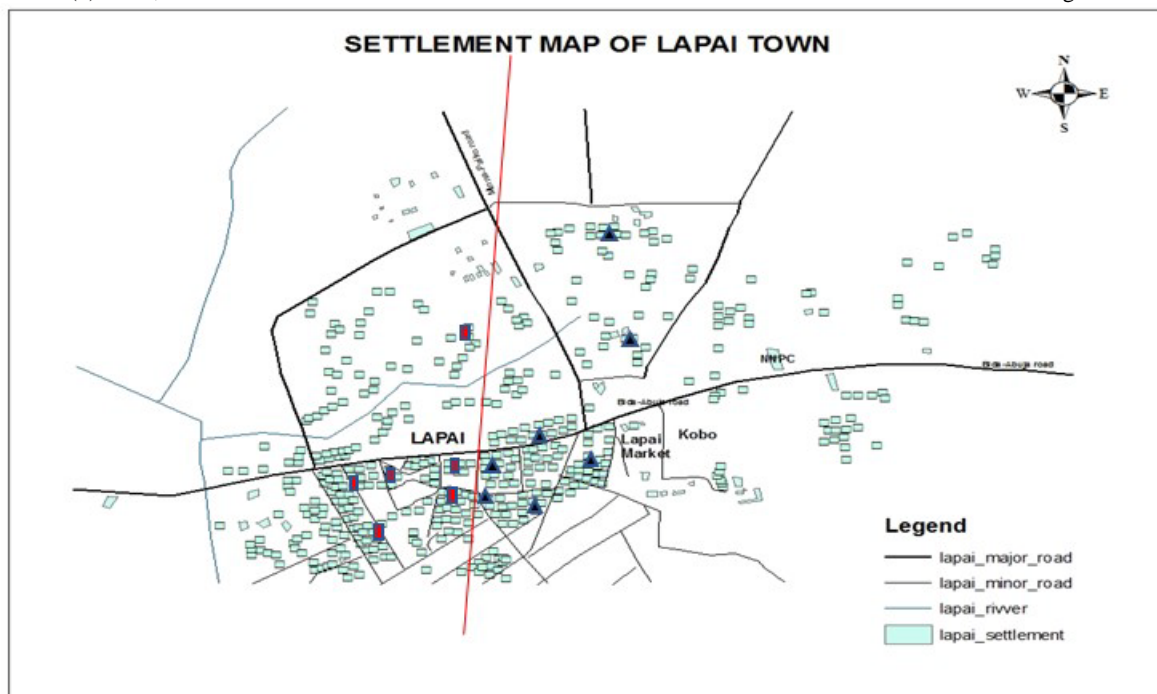 SETTLEMENT MAP OF LAPAI TOWN
N
W E
S
NNPC
Bida-Abuja road
Bida-Abuja road
LAPAI
Lapai
Market
Kobo
Legend
lapai_major_road
lapai_minor_road
lapai_rivver
lapai_settlement